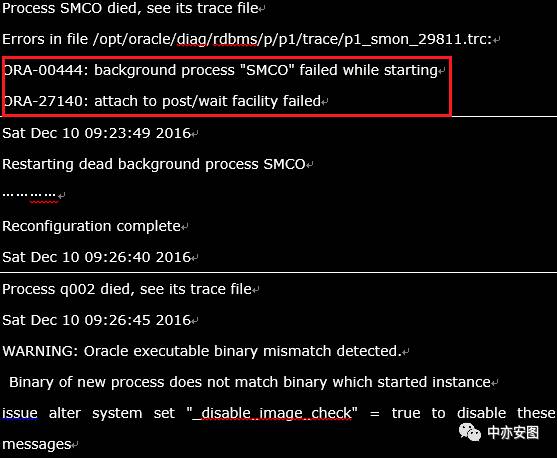 Process SMCO died, see its trace file
Errors in file /opt/oracle/diag/rdbms/p/p1/trace/p1_smon_29811.trc:
ORA-00444: background process "SMCO" failed while starting
ORA-27140: attach to post/wait facility failed
Sat Dec 10 09:23:49 2016
Restarting dead background process SMCO
…………
Reconfiguration complete
Sat Dec 10 09:26:40 2016
Process q002 died, see its trace file
Sat Dec 10 09:26:45 2016
WARNING: Oracle executable binary mismatch detected.
Binary of new process does not match binary which started instance
issue alter system set "_disable_image_check" = true to disable these
messages
中亦安图